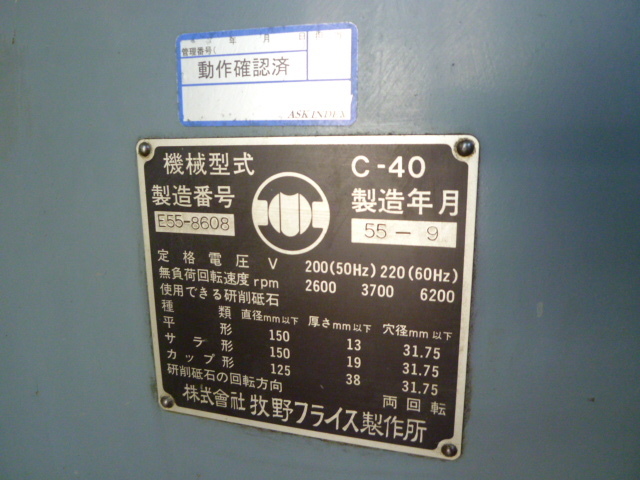 年 月 日
管理番号(
動作確認済
ASK INDEX
機械型式 C-40
製造番号 製造年月
E55-8608 55-9
定格電圧 V 200(50Hz) 220(60Hz)
無負荷回転速度 rpm 2600 3700 6200
使用できる研削砥石
種類 直径mm以下 厚さmm以下 穴径mm以下
平形 150 13 31.75
サラ形 150 19 31.75
カップ形 125 38 31.75
研削砥石の回転方向 両回転
株式會社 牧野フライス製作所